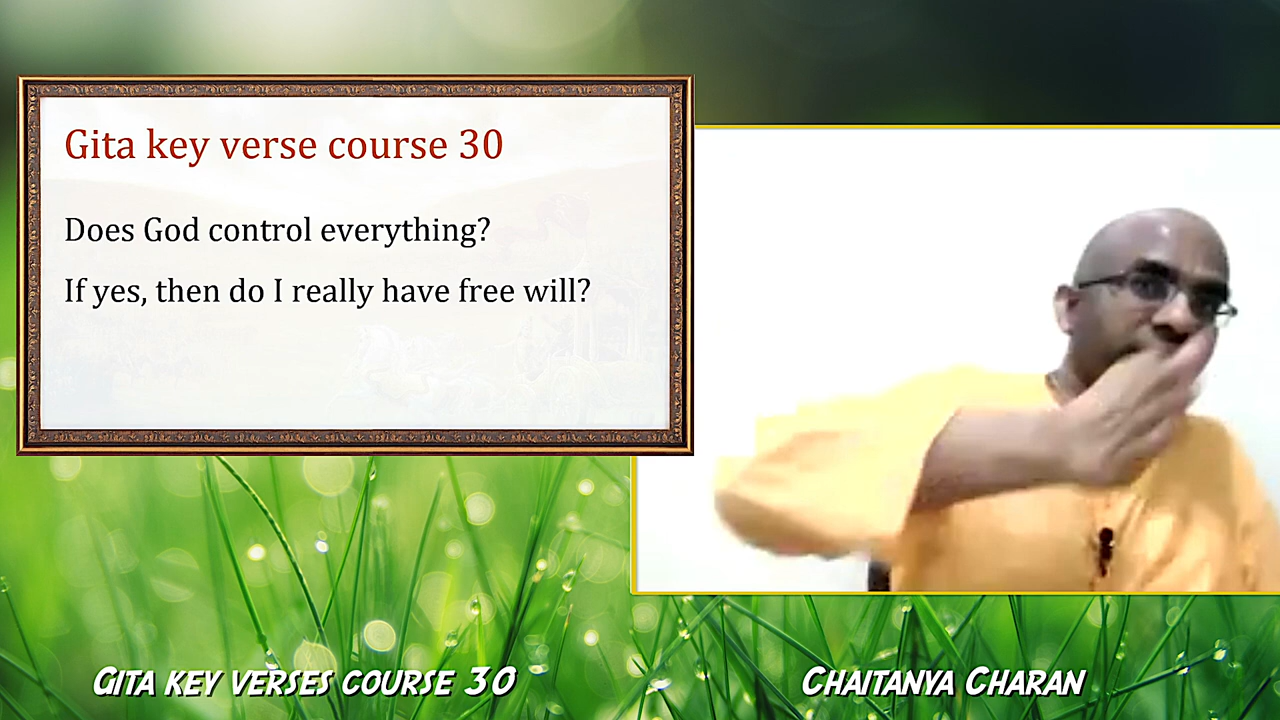 Gita key verse course 30
Does God control everything?
If yes, then do I really have free will?
Gita key verses course 30
Chaitanya Charan